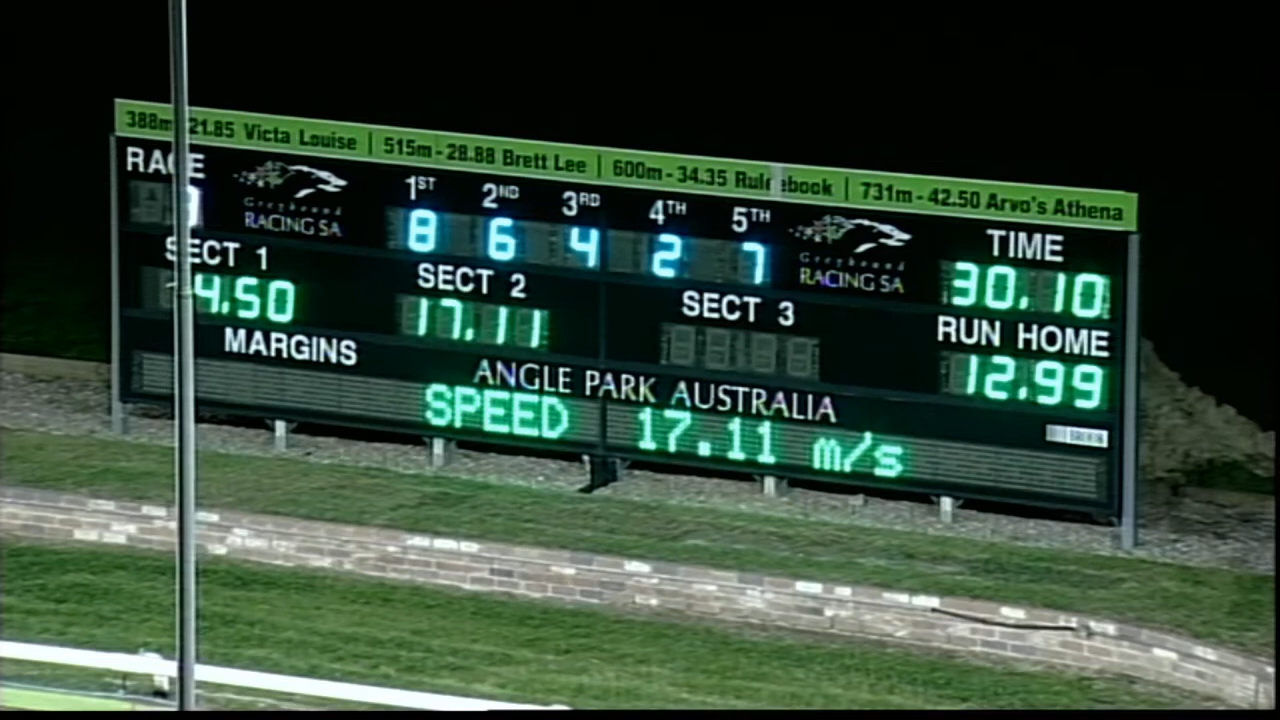 388m - 21.85 Victa Louise | 515m - 28.88 Brett Lee | 600m - 34.35 Rulebook | 731m - 42.50 Arvo's Athena
RACE
Greyhound
RACING SA
1ST 2ND 3RD 4TH 5TH
8 6 4 2 7
Greyhound
RACING SA
TIME
30.10
SECT 1
4.50
SECT 2
17.11
SECT 3
RUN HOME
12.99
MARGINS
ANGLE PARK AUSTRALIA
SPEED 17.11 m/s